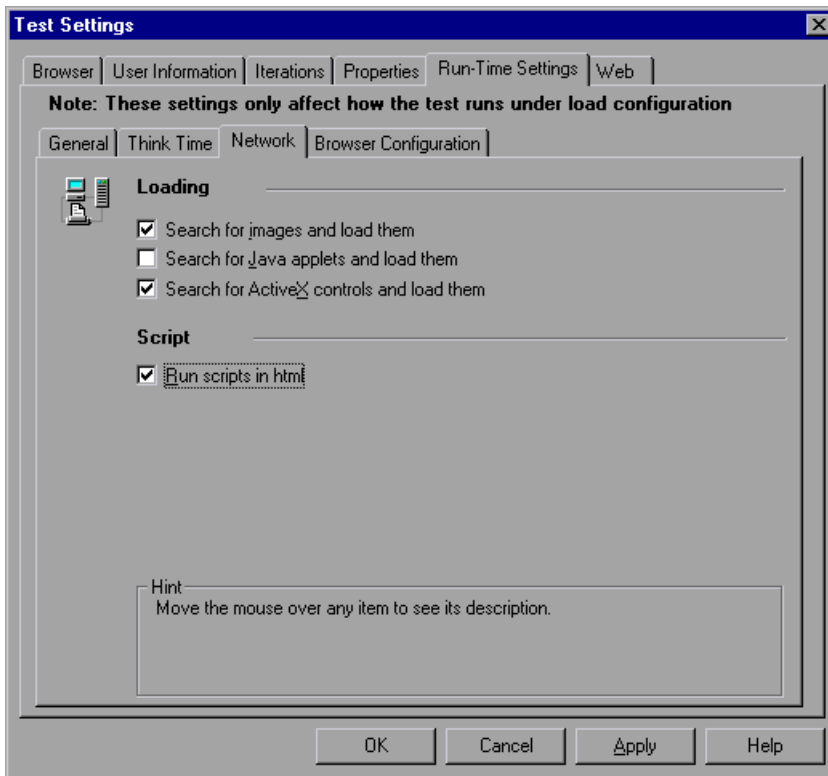 Test Settings
Browser User Information Iterations Properties Run-Time Settings Web
Note: These settings only affect how the test runs under load configuration
General Think Time Network Browser Configuration
Loading
Search for images and load them
Search for Java applets and load them
Search for ActiveX controls and load them
Script
Run scripts in html
Hint
Move the mouse over any item to see its description.
OK Cancel Apply Help